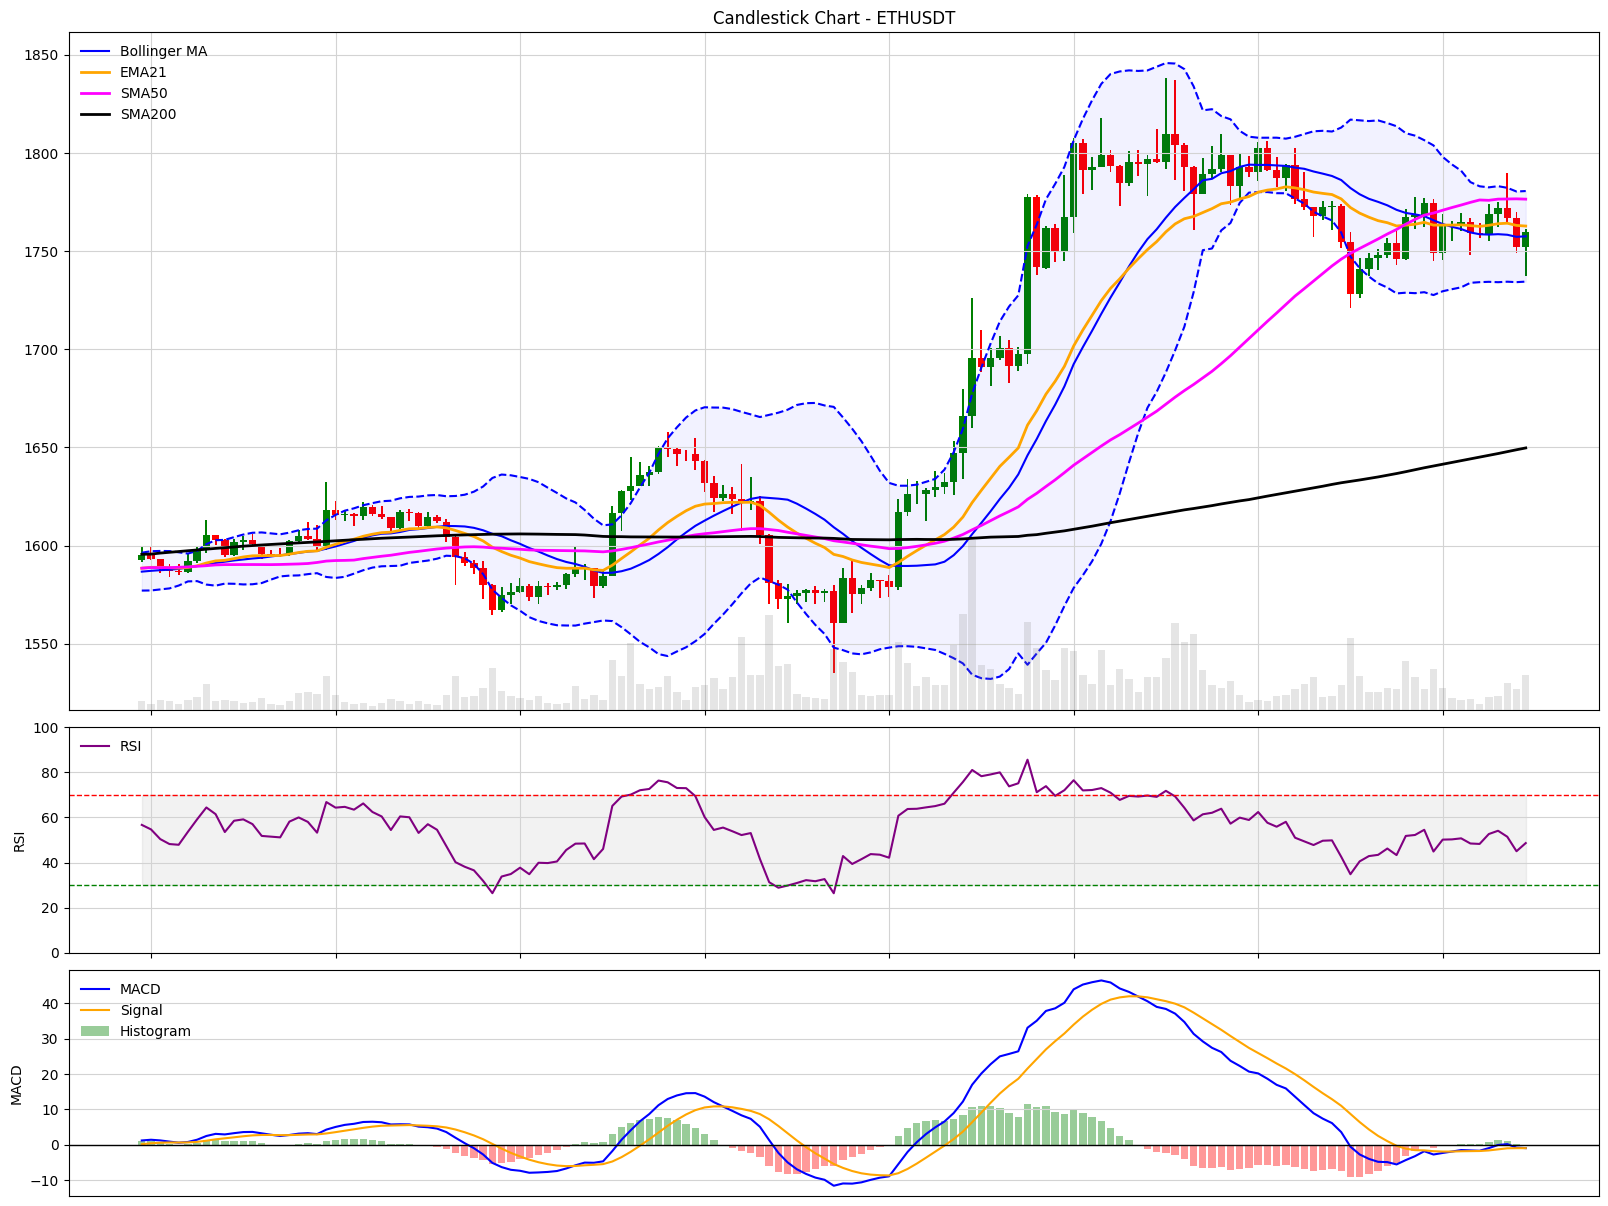 Candlestick Chart - ETHUSDT
Bollinger MA
EMA21
SMA50
SMA200
1850
1800
1750
1700
1650
1600
1550
RSI
100
80
60
40
20
0
RSI
MACD
Signal
Histogram
40
30
20
10
0
−10
MACD